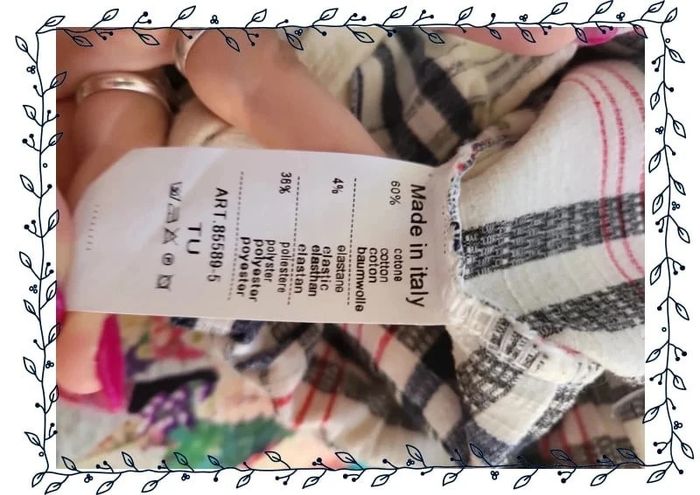 Made in italy
60% cotone
cotton
coton
baumwolle
4% elastane
elastic
elasthan
elastan
36% poliestere
polyester
polyester
poyester
ART.85589-5
TU